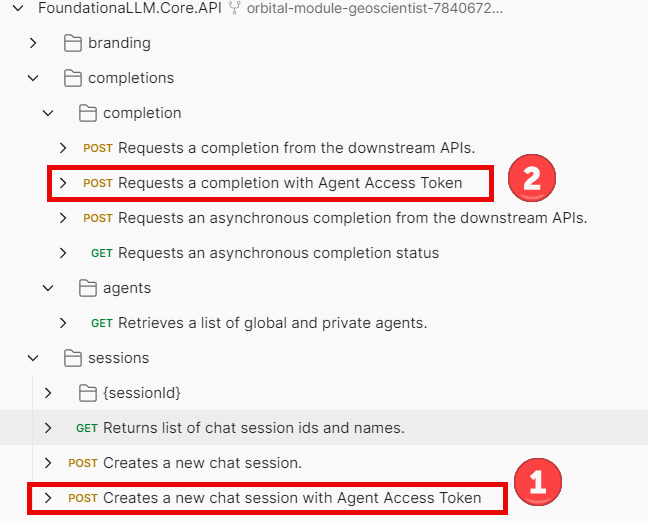 FoundationaLLM.Core.API orbital-module-geoscientist-7840672...
branding
completions
completion
POST Requests a completion from the downstream APIs.
POST Requests a completion with Agent Access Token
2
POST Requests an asynchronous completion from the downstream APIs.
GET Requests an asynchronous completion status
agents
GET Retrieves a list of global and private agents.
sessions
{sessionId}
GET Returns list of chat session ids and names.
POST Creates a new chat session.
POST Creates a new chat session with Agent Access Token
1